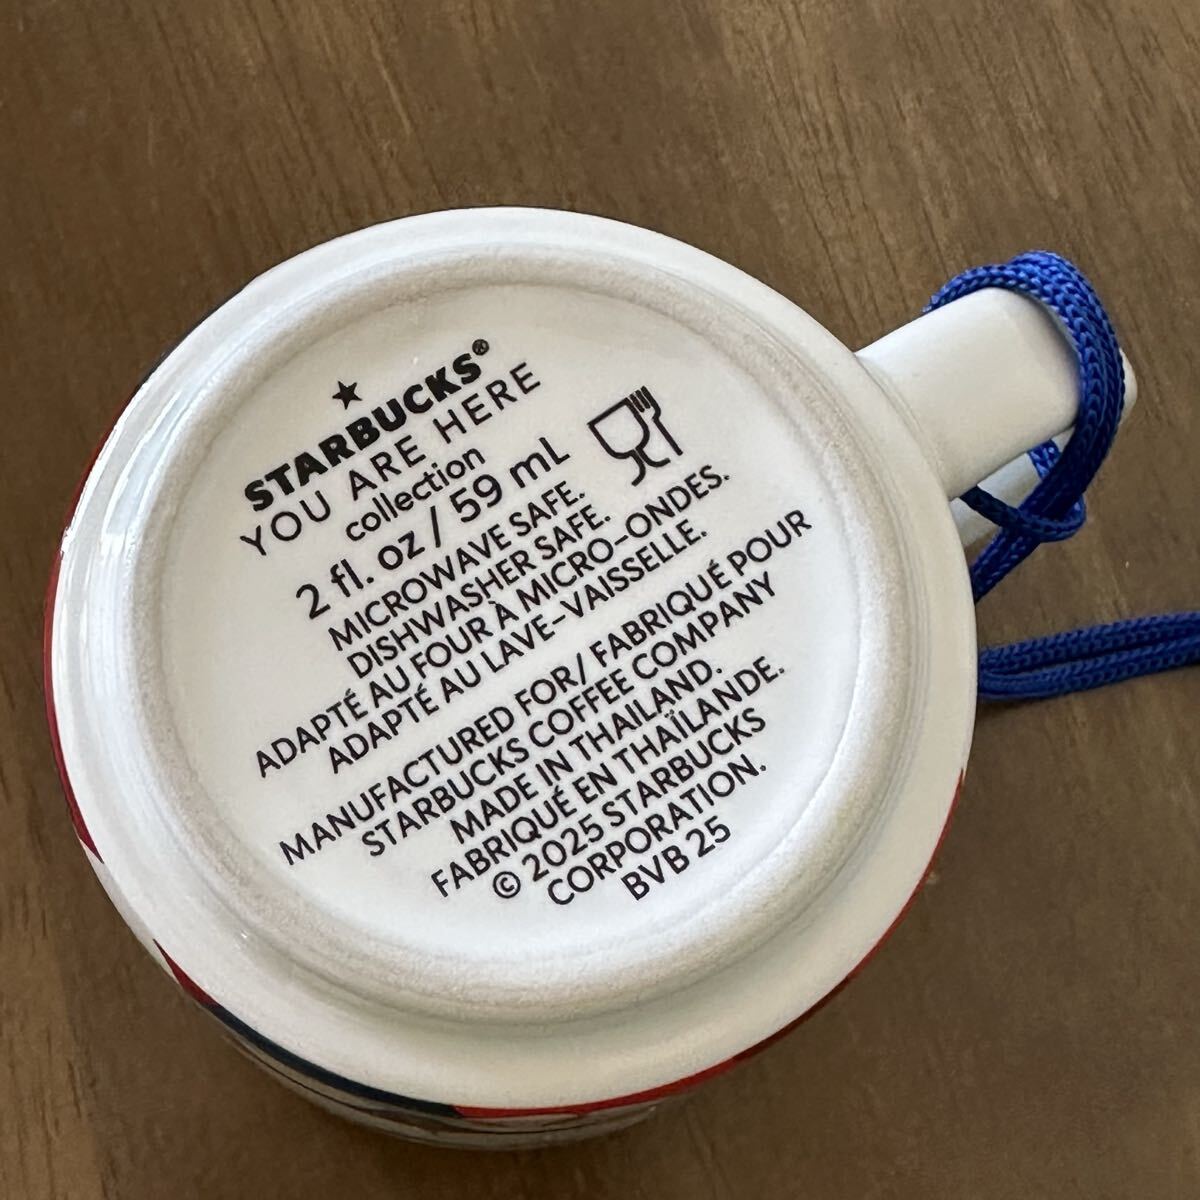 STARBUCKS®
YOU ARE HERE
collection
2 fl. oz / 59 mL
MICROWAVE SAFE.
DISHWASHER SAFE.
ADAPTÉ AU FOUR À MICRO-ONDES.
ADAPTÉ AU LAVE-VAISSELLE.
MANUFACTURED FOR/ FABRIQUÉ POUR
STARBUCKS COFFEE COMPANY
MADE IN THAILAND.
FABRIQUÉ EN THAÏLANDE.
© 2025 STARBUCKS
CORPORATION.
BVB 25